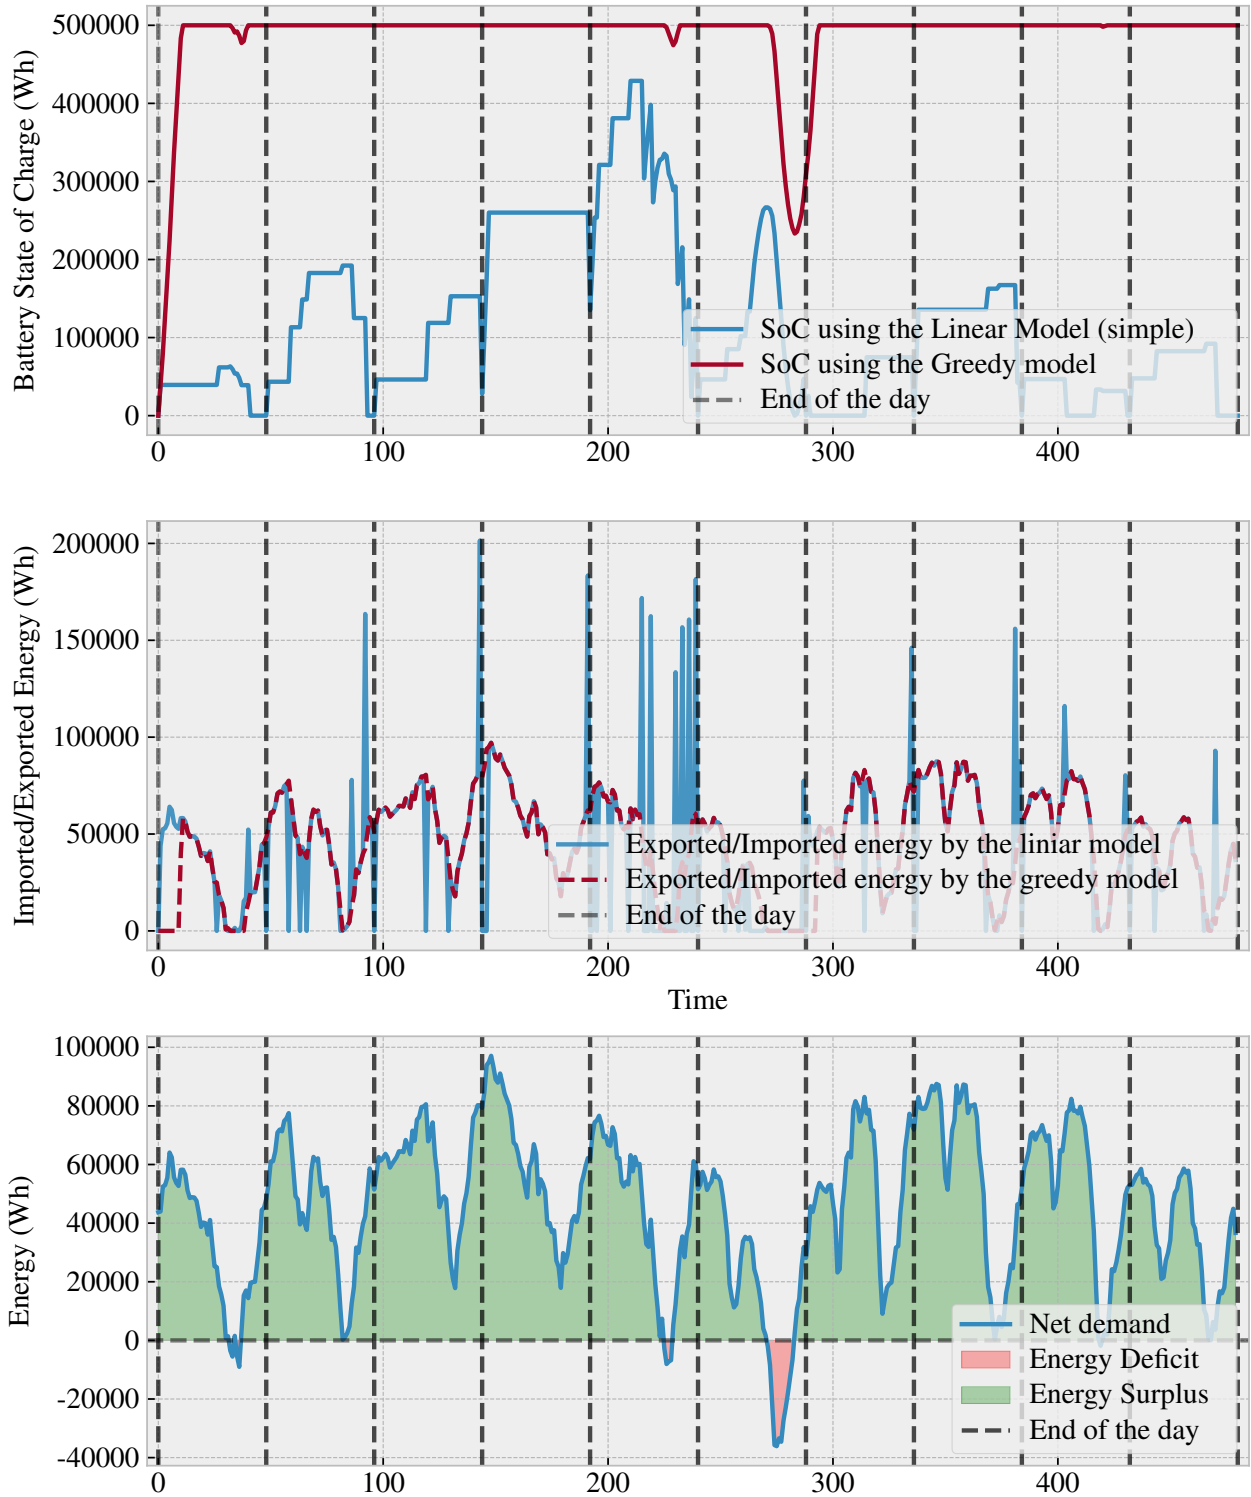 Battery State of Charge (Wh)
500000
400000
300000
200000
100000
0
SoC using the Linear Model (simple)
SoC using the Greedy model
End of the day
0 100 200 300 400
Imported/Exported Energy (Wh)
200000
150000
100000
50000
0
Exported/Imported energy by the liniar model
Exported/Imported energy by the greedy model
End of the day
0 100 200 300 400
Time
Energy (Wh)
100000
80000
60000
40000
20000
0
-20000
-40000
Net demand
Energy Deficit
Energy Surplus
End of the day
0 100 200 300 400